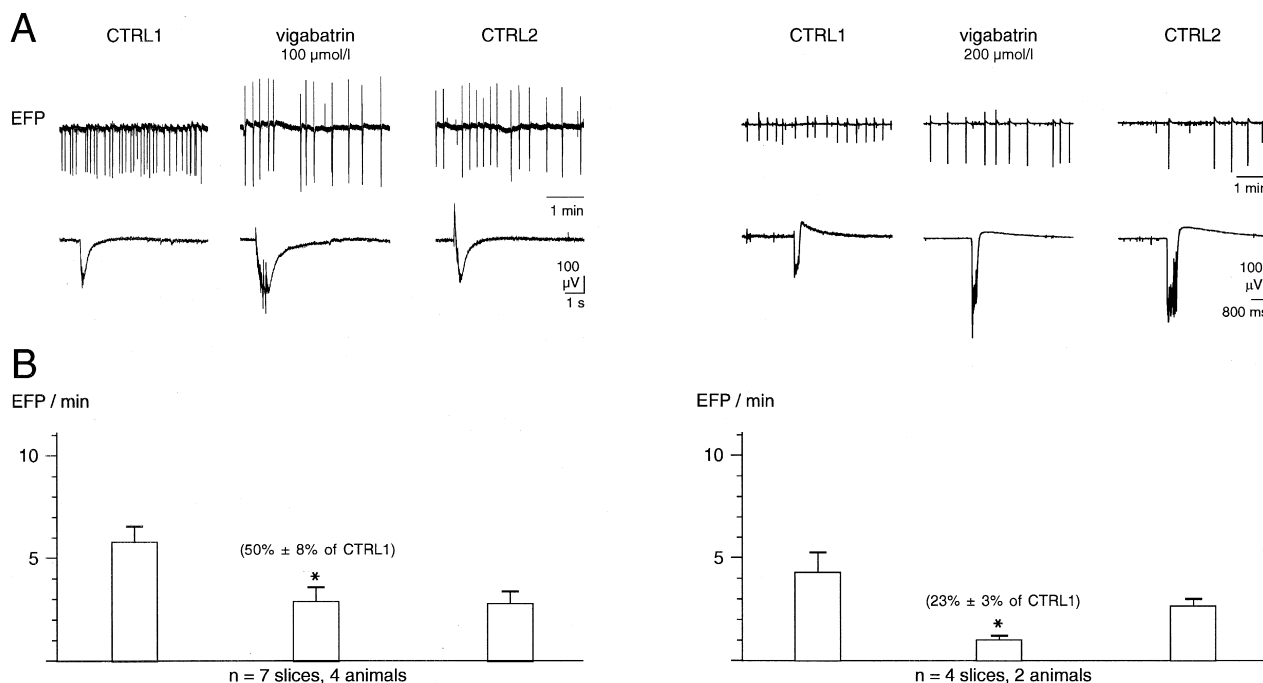 A
CTRL1 vigabatrin CTRL2
100 µmol/l
EFP
1 min
100
µV
1 s
CTRL1 vigabatrin CTRL2
200 µmol/l
1 min
100
µV
800 ms
B
EFP / min
10
5
(50% ± 8% of CTRL1)
*
n = 7 slices, 4 animals
EFP / min
10
5
(23% ± 3% of CTRL1)
*
n = 4 slices, 2 animals